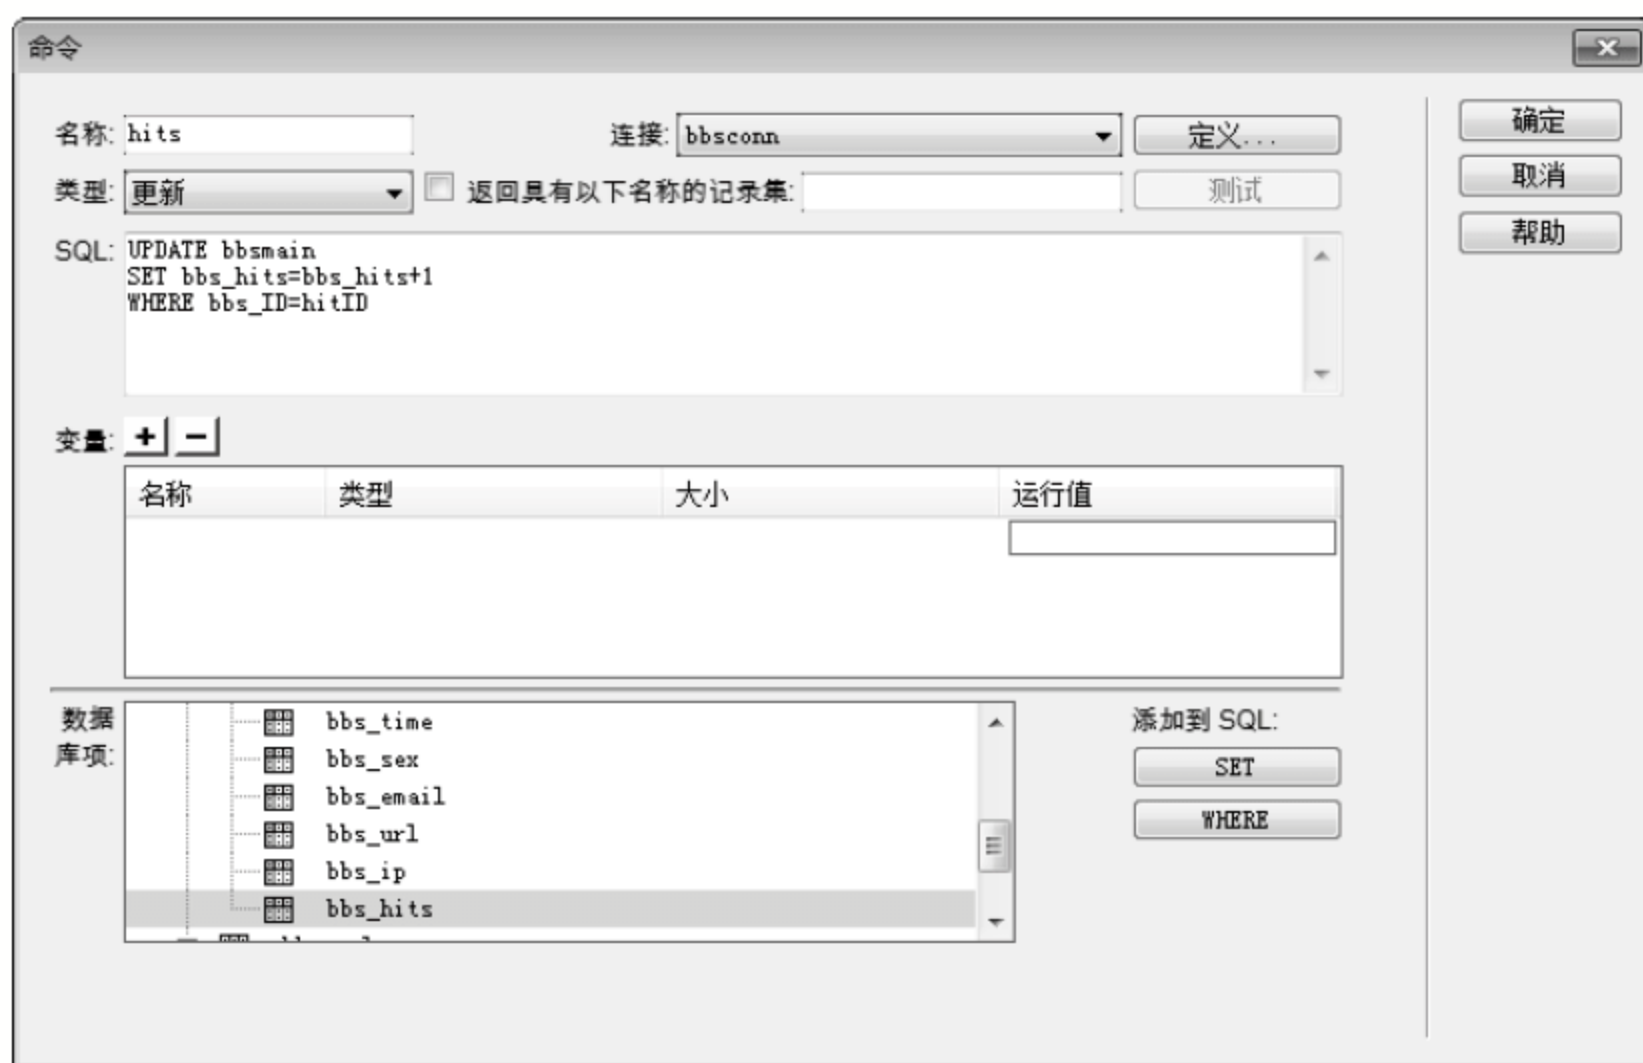 命令
名称: hits 连接: bbsconn 定义...
确定
类型: 更新 返回具有以下名称的记录集: 测试
取消
帮助
SQL: UPDATE bbsmain
SET bbs_hits=bbs_hits+1
WHERE bbs_ID=hitID
变量: + −
名称 类型 大小 运行值
数据
库项:
bbs_time
bbs_sex
bbs_email
bbs_url
bbs_ip
bbs_hits
添加到 SQL:
SET
WHERE